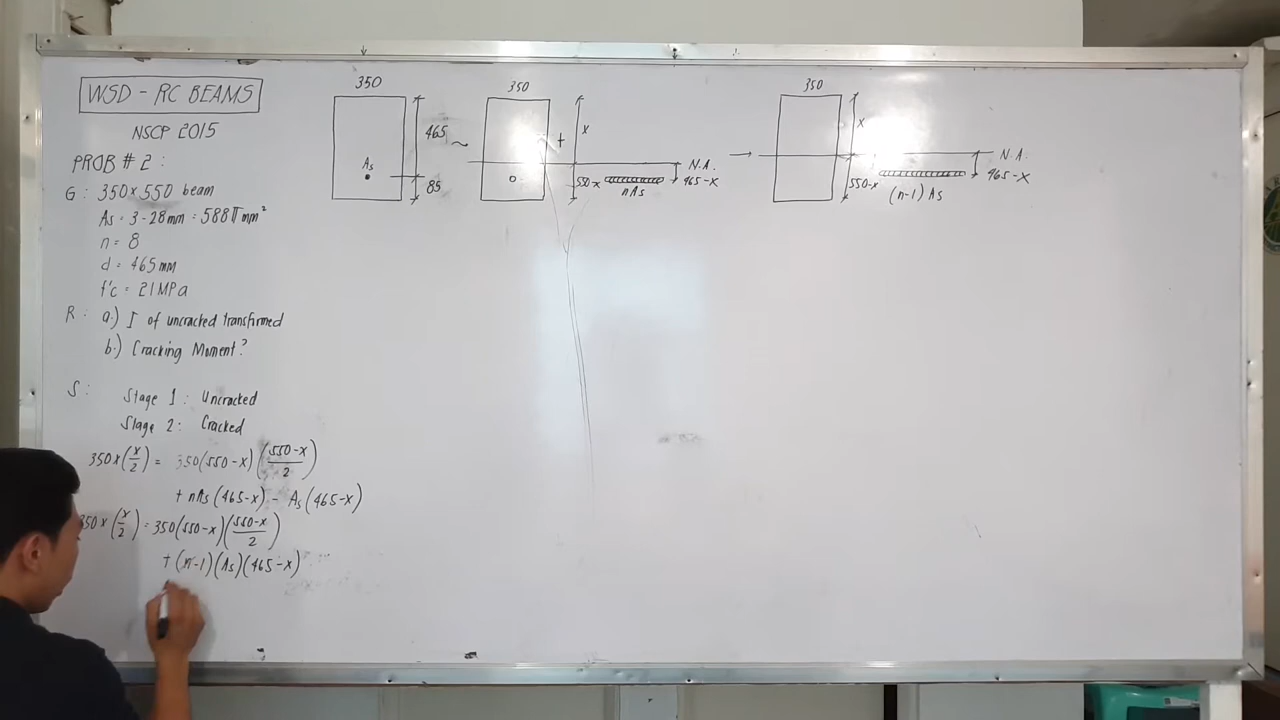 WSD - RC BEAMS
NSCP 2015
PROB # 2 :
G : 350 x 550 beam
As = 3 - 28 mm = 588π mm²
n = 8
d = 465 mm
f'c = 21 MPa
R : a.) I of uncracked transformed
b.) Cracking Moment ?
S :
Stage 1 : Uncracked
Stage 2 : Cracked
350x(x/2) = 350(550-x)((550-x)/2)
+ nAs(465-x) - As(465-x)
350x(x/2) = 350(550-x)((550-x)/2)
+ (n-1)(As)(465-x)
350
465
As
85
~
350
+
x
N.A.
550-x
465-x
nAs
→
350
x
N.A.
550-x
465-x
(n-1) As